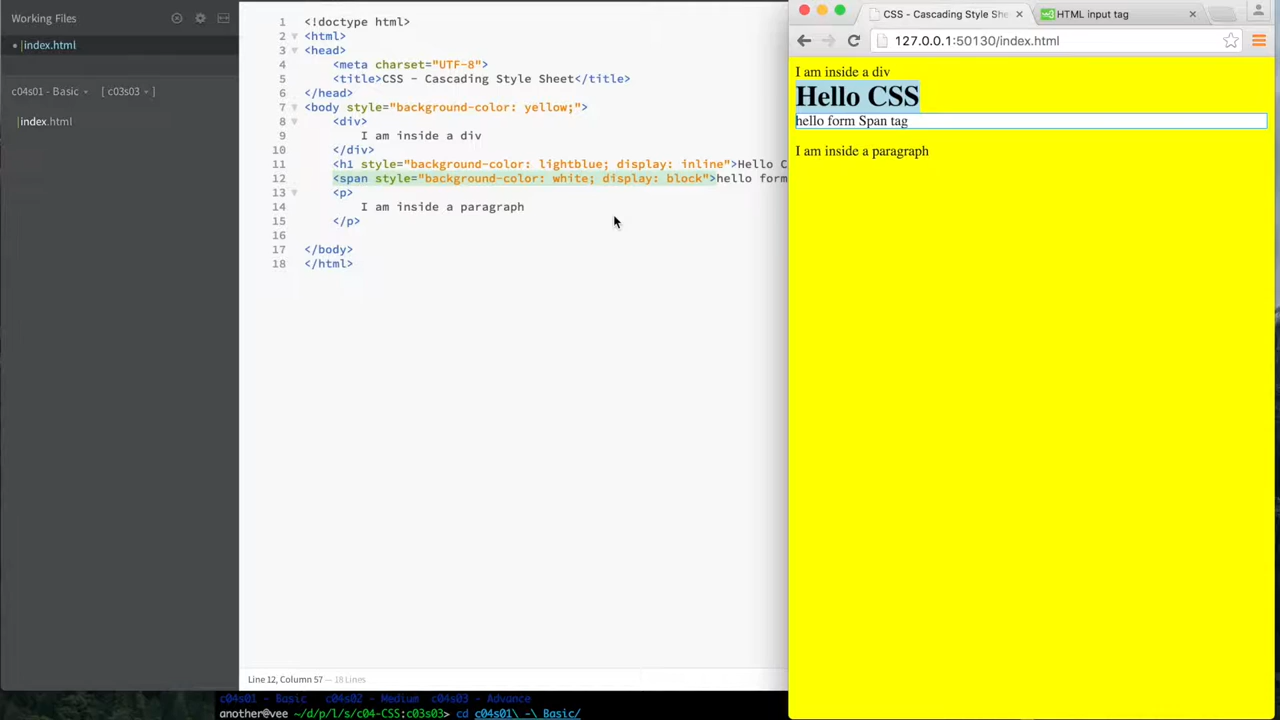 Working Files
index.html
c04s01 - Basic
[ c03s03 ]
index.html
1 <!doctype html>
2 <html>
3 <head>
4 <meta charset="UTF-8">
5 <title>CSS - Cascading Style Sheet</title>
6 </head>
7 <body style="background-color: yellow;">
8 <div>
9 I am inside a div
10 </div>
11 <h1 style="background-color: lightblue; display: inline">Hello C
12 <span style="background-color: white; display: block">hello form
13 <p>
14 I am inside a paragraph
15 </p>
16
17 </body>
18 </html>
Line 12, Column 57 — 18 Lines
c04s01 - Basic c04s02 - Medium c04s03 - Advance
another@vee ~/d/p/l/s/c04-CSS:c03s03> cd c04s01\ -\ Basic/
CSS - Cascading Style She
HTML input tag
127.0.0.1:50130/index.html
I am inside a div
Hello CSS
hello form Span tag
I am inside a paragraph